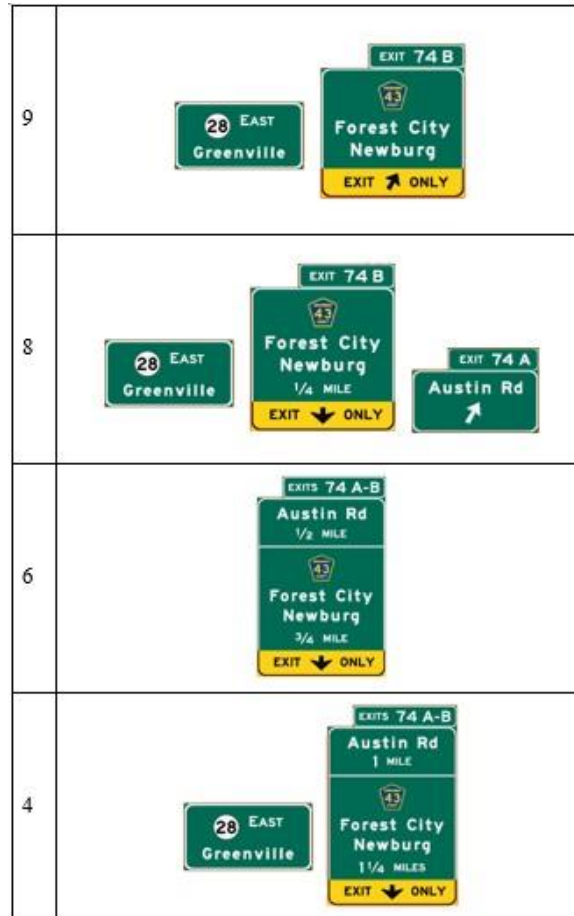 9
28 EAST
Greenville
EXIT 74 B
43
Forest City
Newburg
EXIT ONLY
8
28 EAST
Greenville
EXIT 74 B
43
Forest City
Newburg
1/4 MILE
EXIT ONLY
EXIT 74 A
Austin Rd
6
EXITS 74 A-B
Austin Rd
1/2 MILE
43
Forest City
Newburg
3/4 MILE
EXIT ONLY
4
28 EAST
Greenville
EXITS 74 A-B
Austin Rd
1 MILE
43
Forest City
Newburg
1 1/4 MILES
EXIT ONLY